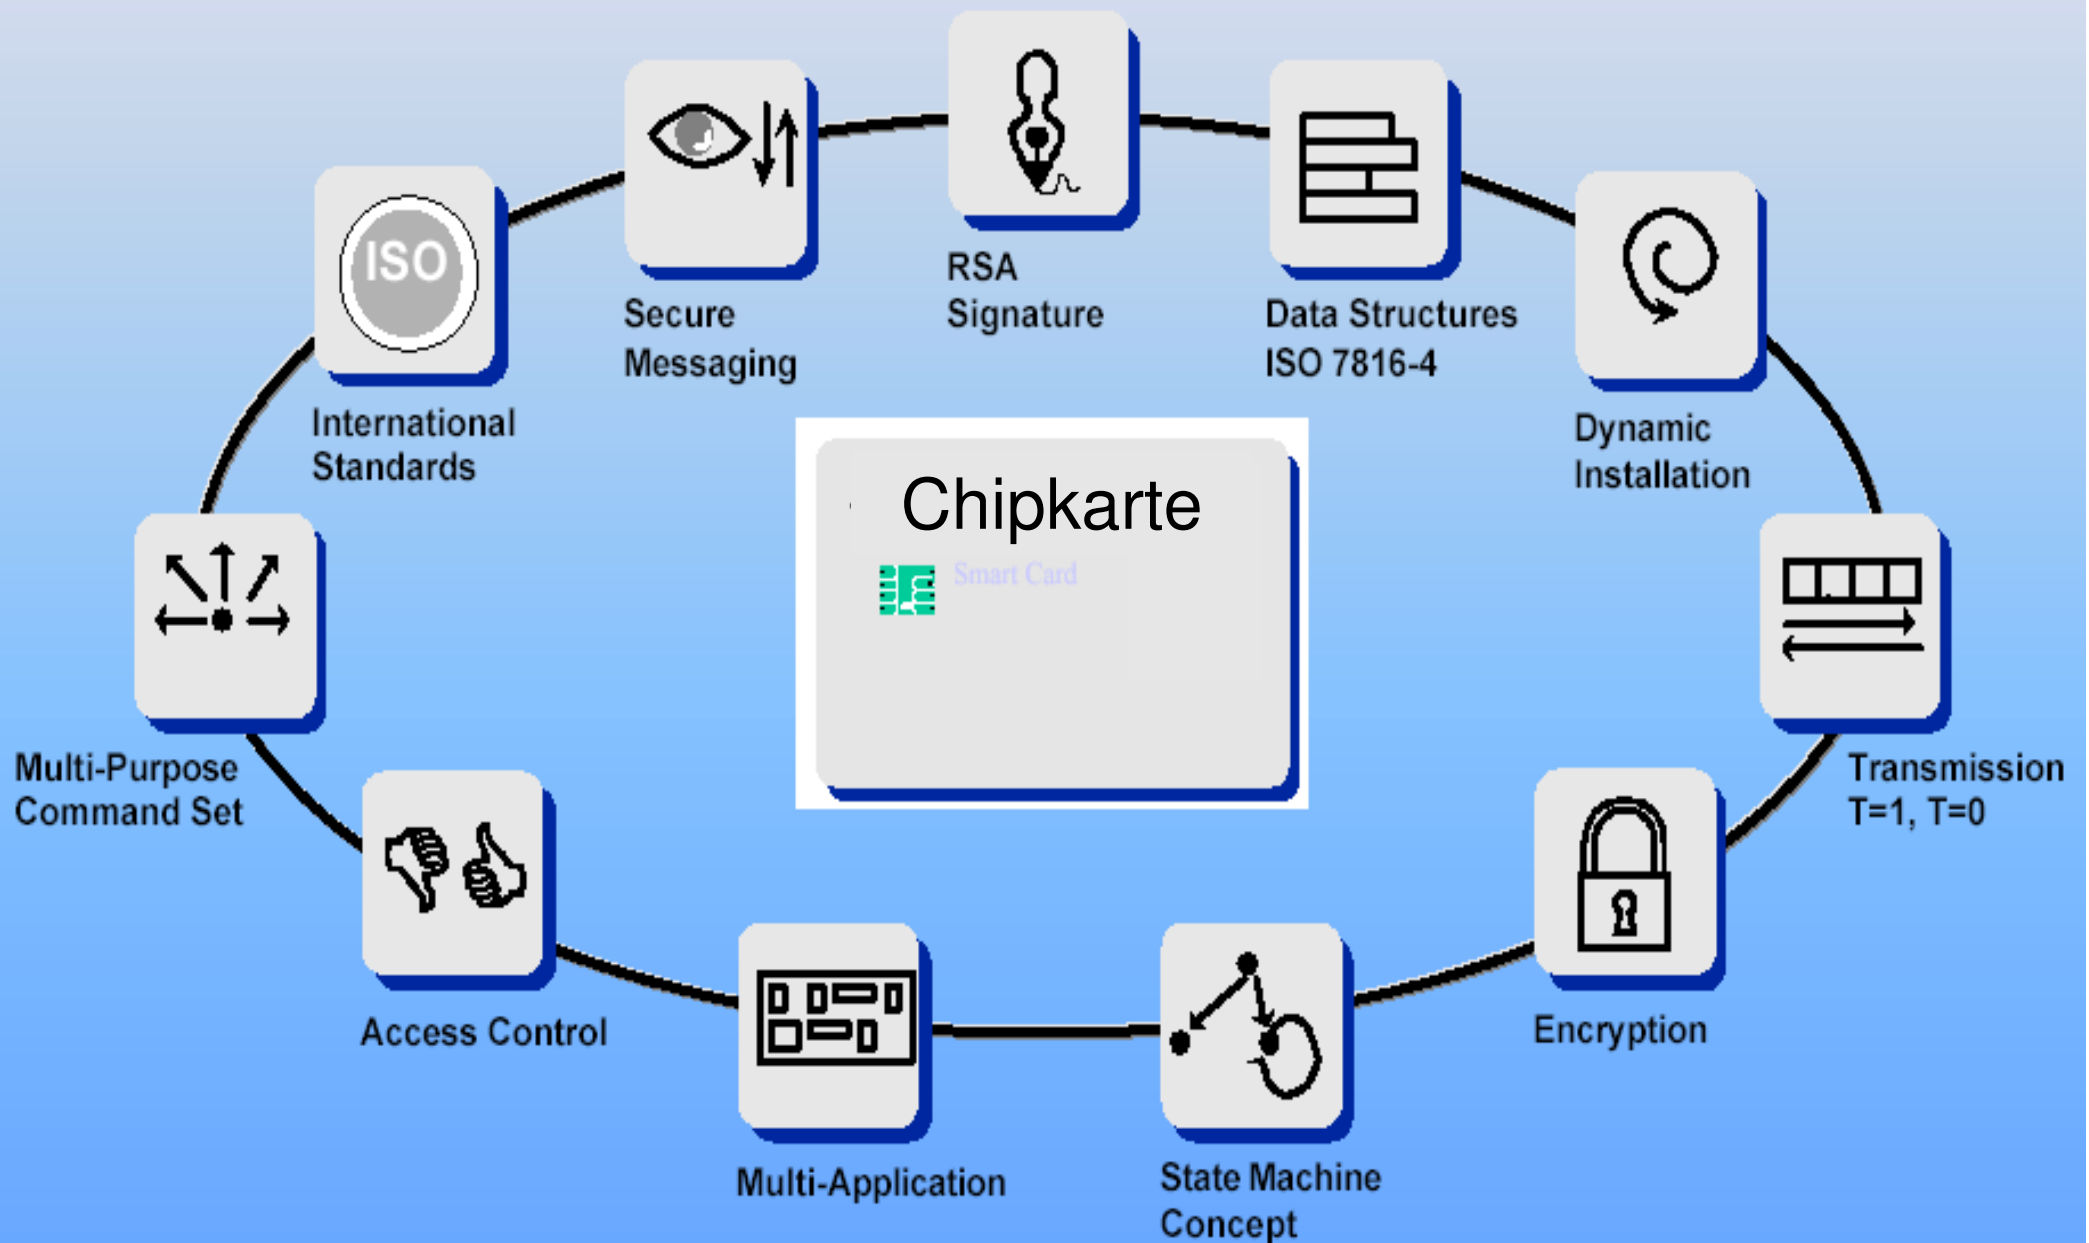 ISO
International
Standards
Secure
Messaging
RSA
Signature
Data Structures
ISO 7816-4
Dynamic
Installation
Chipkarte
Smart Card
Multi-Purpose
Command Set
Transmission
T=1, T=0
Access Control
Encryption
Multi-Application
State Machine
Concept